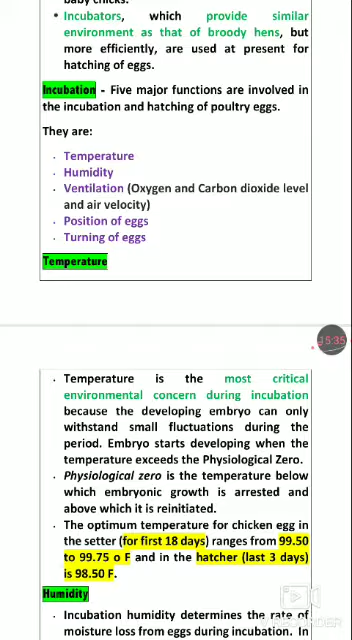 baby chicks.
• Incubators, which provide similar
environment as that of broody hens, but
more efficiently, are used at present for
hatching of eggs.
Incubation - Five major functions are involved in
the incubation and hatching of poultry eggs.
They are:
· Temperature
· Humidity
· Ventilation (Oxygen and Carbon dioxide level
and air velocity)
· Position of eggs
· Turning of eggs
Temperature
15:35
· Temperature is the most critical
environmental concern during incubation
because the developing embryo can only
withstand small fluctuations during the
period. Embryo starts developing when the
temperature exceeds the Physiological Zero.
· Physiological zero is the temperature below
which embryonic growth is arrested and
above which it is reinitiated.
· The optimum temperature for chicken egg in
the setter (for first 18 days) ranges from 99.50
to 99.75 o F and in the hatcher (last 3 days)
is 98.50 F.
Humidity
RECORDER
· Incubation humidity determines the rate of
moisture loss from eggs during incubation. In